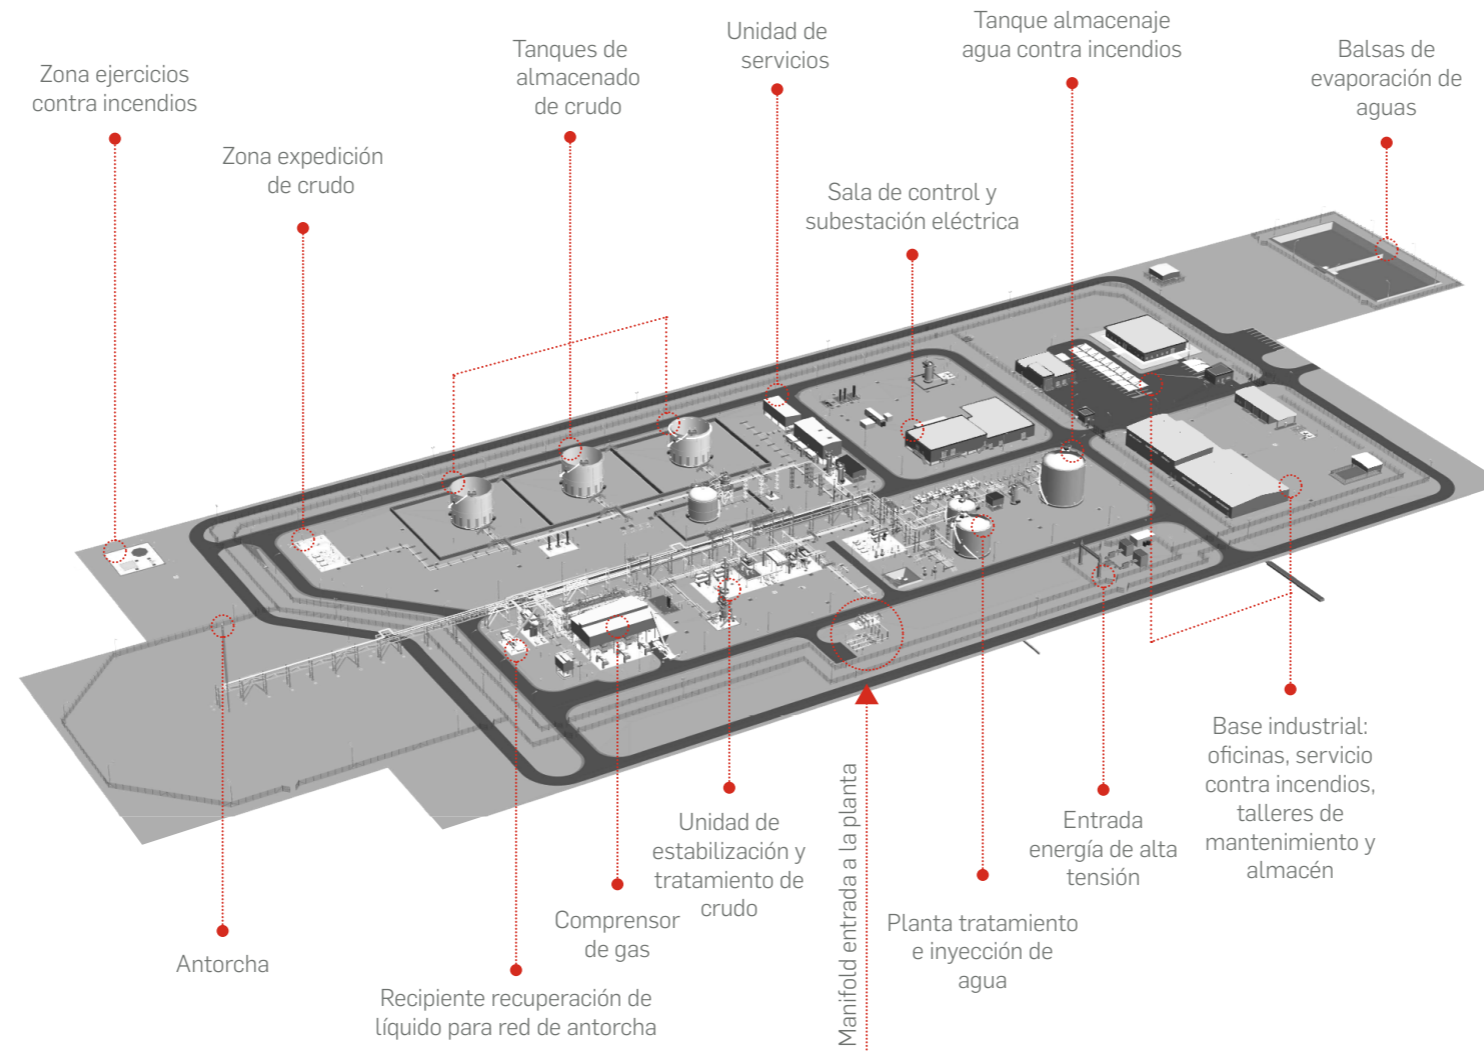 Zona ejercicios
contra incendios
Zona expedición
de crudo
Tanques de
almacenado
de crudo
Unidad de
servicios
Sala de control y
subestación eléctrica
Tanque almacenaje
agua contra incendios
Balsas de
evaporación de
aguas
Antorcha
Recipiente recuperación de
líquido para red de antorcha
Comprensor
de gas
Unidad de
estabilización y
tratamiento de
crudo
Manifold entrada a la planta
Planta tratamiento
e inyección de
agua
Entrada
energía de alta
tensión
Base industrial:
oficinas, servicio
contra incendios,
talleres de
mantenimiento y
almacén